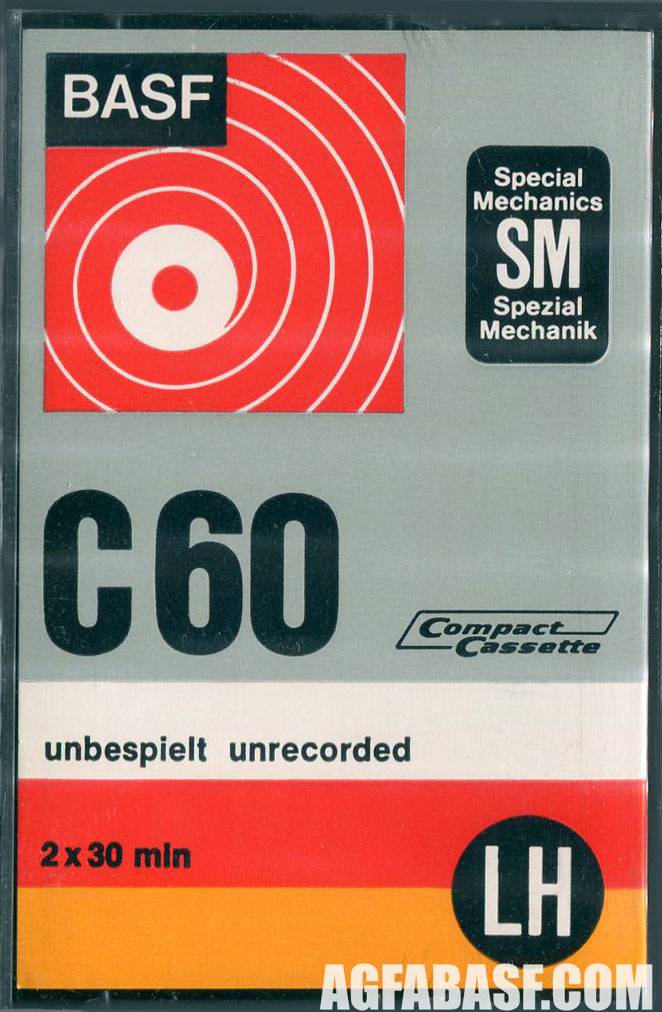 BASF
Special
Mechanics
SM
Spezial
Mechanik
C60
Compact
Cassette
unbespielt unrecorded
2 x 30 min
LH
AGFABASF.COM